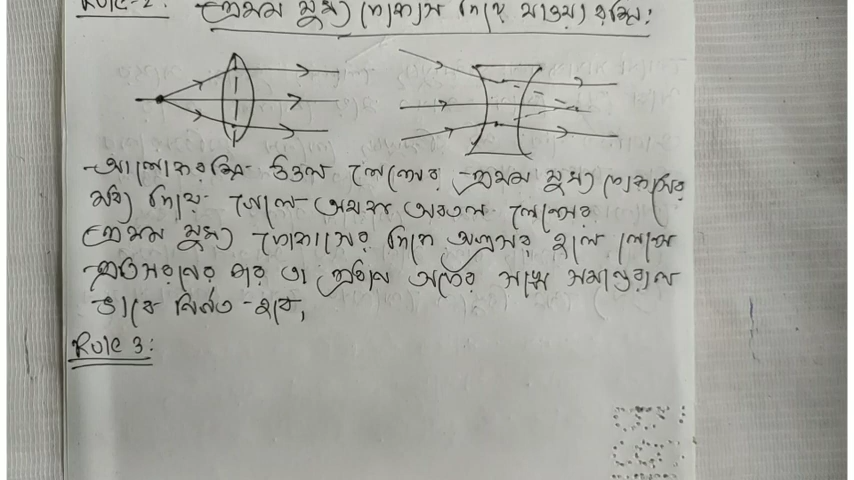 Rule-2: প্রথম মুখ্য ফোকাস দিয়ে যাওয়া রশ্মি:
আলোকরশ্মি উত্তল লেন্সের প্রথম মুখ্য ফোকাসের
মধ্য দিয়ে গেলে অথবা অবতল লেন্সের
প্রথম মুখ্য ফোকাসের দিকে অগ্রসর হলে লেন্সে
প্রতিসরনের পর তা প্রধান অক্ষের সাথে সমান্তরাল
ভাবে নির্গত হবে,
Rule 3: